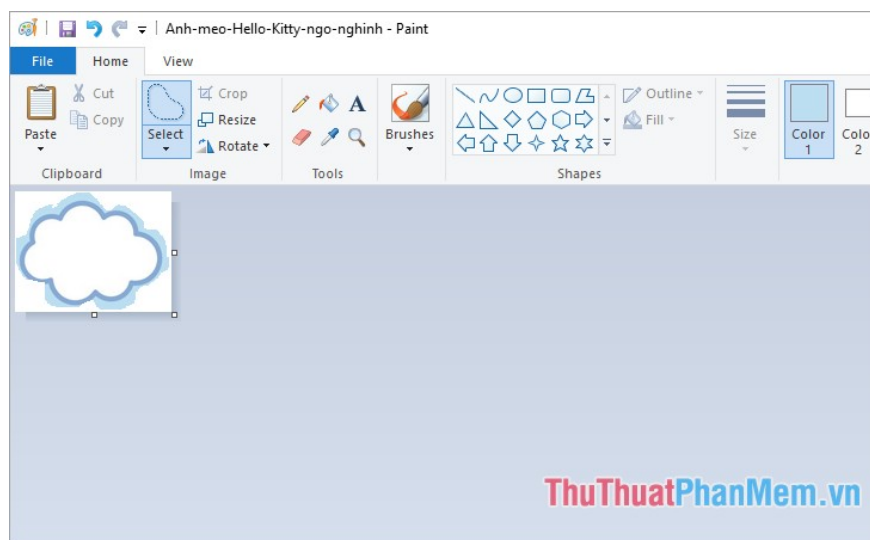 Anh-meo-Hello-Kitty-ngo-nghinh - Paint
File Home View
Paste
Cut
Copy
Clipboard
Select
Crop
Resize
Rotate
Image
A
Tools
Brushes
Outline
Fill
Shapes
Size
Color
1
Colo
2
ThuThuatPhanMem.vn